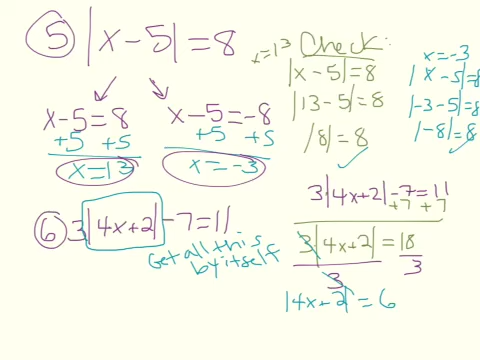 5 |x-5|=8
x-5=8
+5 +5
x=13
x-5=-8
+5 +5
x=-3
x=13 Check:
|x-5|=8
|13-5|=8
|8|=8
x=-3
|x-5|=8
|-3-5|=8
|-8|=8
6 3|4x+2|-7=11
Get all this
by itself
3|4x+2|-7=11
+7 +7
3|4x+2|=18
3 3
|4x+2|=6